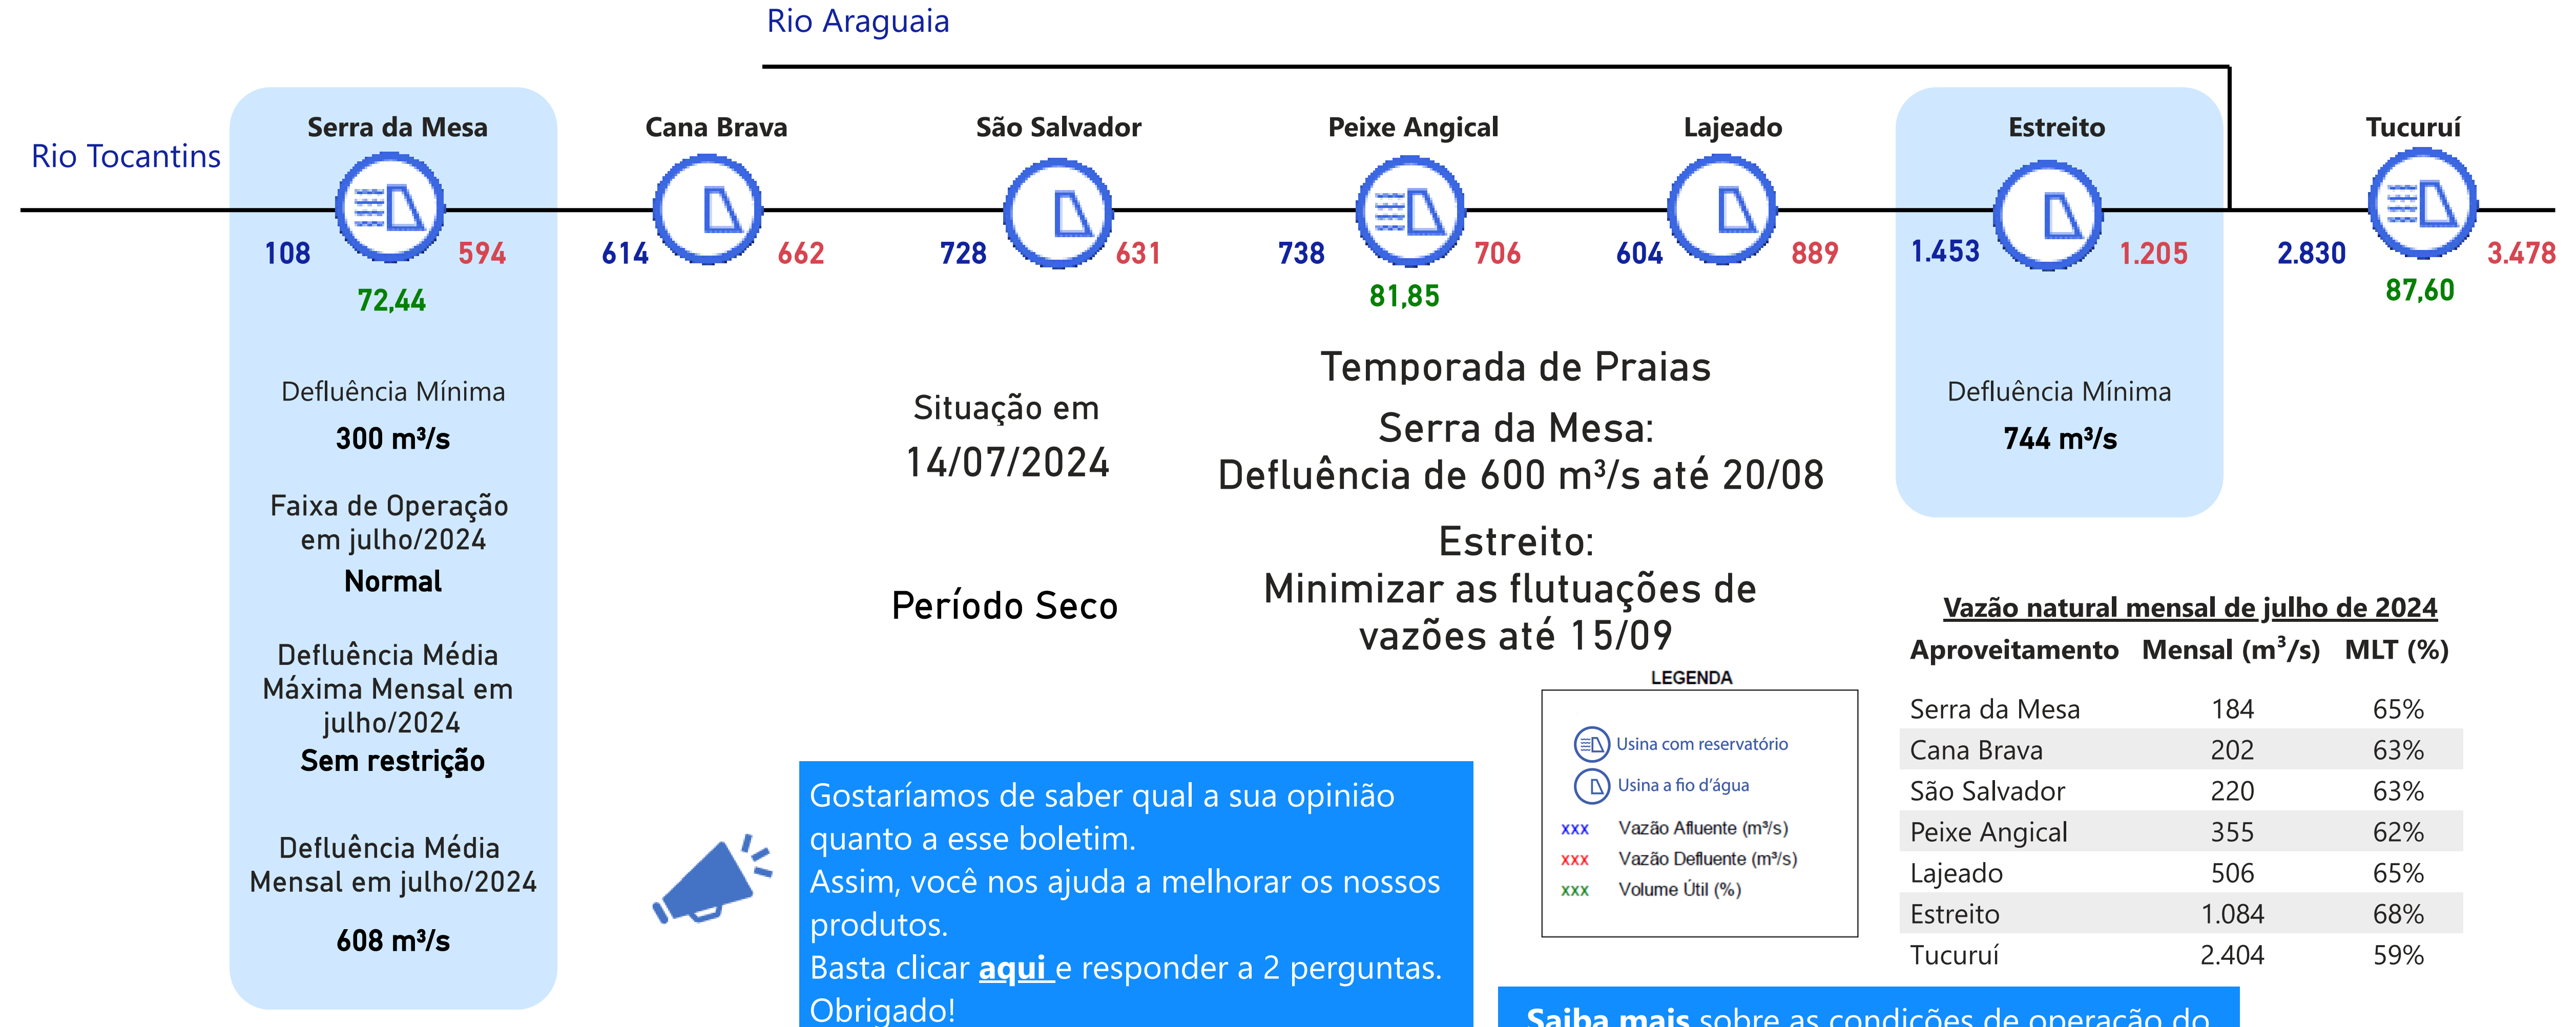 Rio Araguaia
Rio Tocantins
Serra da Mesa
Cana Brava
São Salvador
Peixe Angical
Lajeado
Estreito
Tucuruí
108 594
614 662
728 631
738 706
604 889
1.453 1.205
2.830 3.478
72,44
81,85
87,60
Defluência Mínima
300 m³/s
Faixa de Operação
em julho/2024
Normal
Defluência Média
Máxima Mensal em
julho/2024
Sem restrição
Defluência Média
Mensal em julho/2024
608 m³/s
Situação em
14/07/2024
Período Seco
Temporada de Praias
Serra da Mesa:
Defluência de 600 m³/s até 20/08
Estreito:
Minimizar as flutuações de
vazões até 15/09
Defluência Mínima
744 m³/s
Vazão natural mensal de julho de 2024
Aproveitamento Mensal (m³/s) MLT (%)
Serra da Mesa 184 65%
Cana Brava 202 63%
São Salvador 220 63%
Peixe Angical 355 62%
Lajeado 506 65%
Estreito 1.084 68%
Tucuruí 2.404 59%
LEGENDA
Usina com reservatório
Usina a fio d'água
xxx Vazão Afluente (m³/s)
xxx Vazão Defluente (m³/s)
xxx Volume Útil (%)
Gostaríamos de saber qual a sua opinião
quanto a esse boletim.
Assim, você nos ajuda a melhorar os nossos
produtos.
Basta clicar aqui e responder a 2 perguntas.
Obrigado!
Saiba mais sobre as condições de operação do